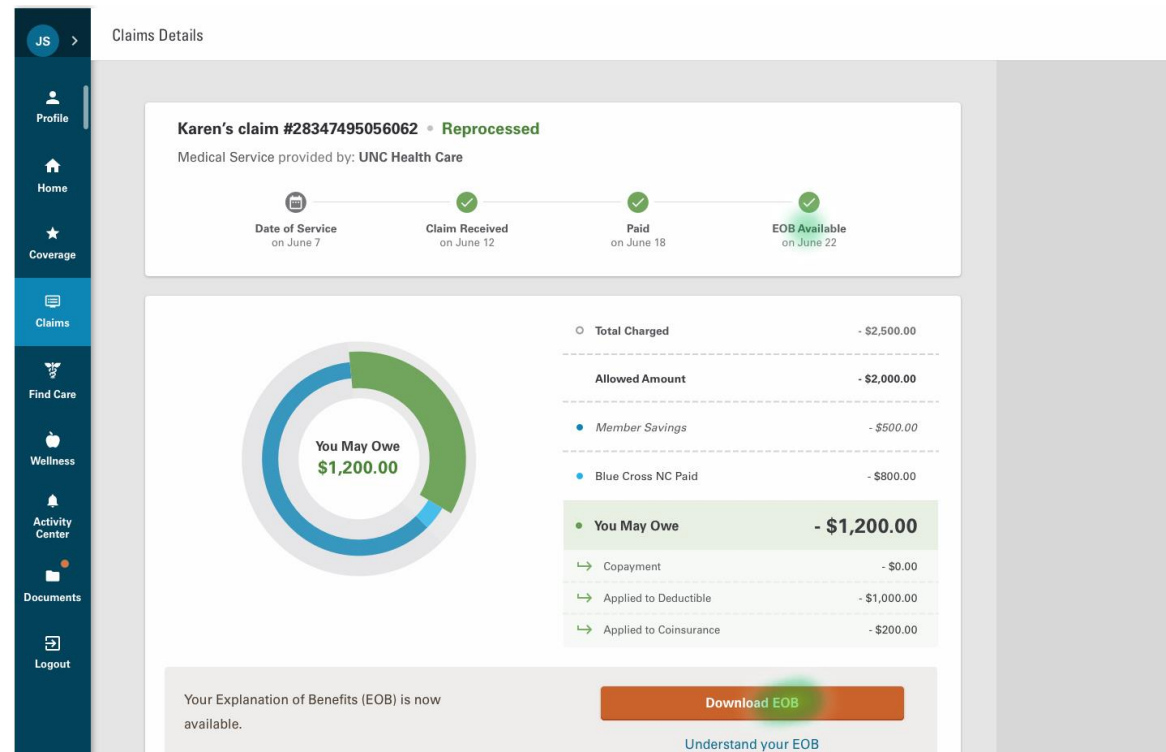 JS
Claims Details
Profile
Home
Coverage
Claims
Find Care
Wellness
Activity
Center
Documents
Logout
Karen's claim #28347495056062 • Reprocessed
Medical Service provided by: UNC Health Care
Date of Service
on June 7
Claim Received
on June 12
Paid
on June 18
EOB Available
on June 22
You May Owe
$1,200.00
Total Charged - $2,500.00
Allowed Amount - $2,000.00
Member Savings - $500.00
Blue Cross NC Paid - $800.00
You May Owe - $1,200.00
Copayment - $0.00
Applied to Deductible - $1,000.00
Applied to Coinsurance - $200.00
Your Explanation of Benefits (EOB) is now
available.
Download EOB
Understand your EOB